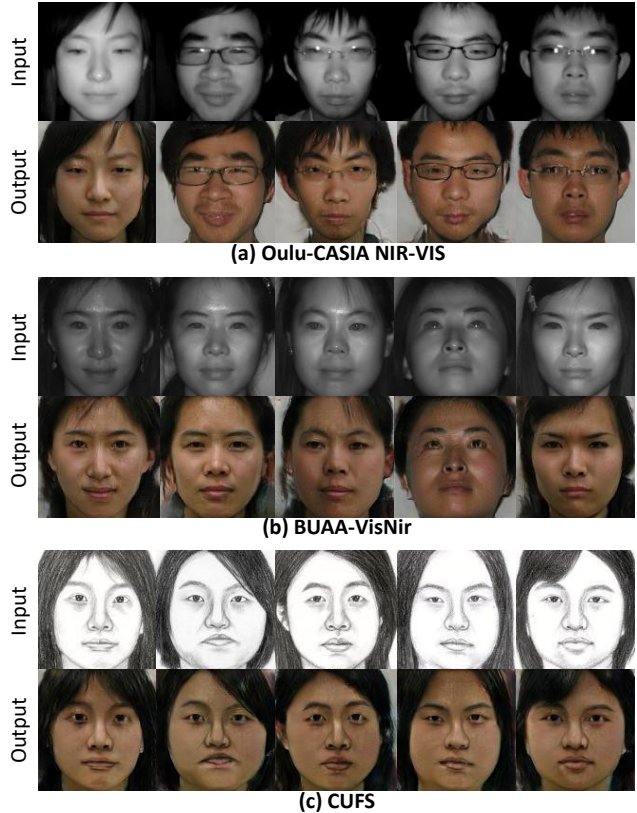 Input
Output
(a) Oulu-CASIA NIR-VIS
Input
Output
(b) BUAA-VisNir
Input
Output
(c) CUFS